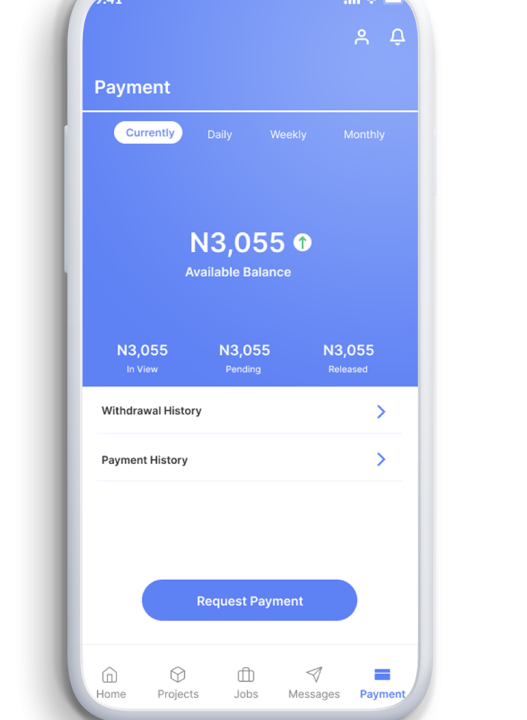 9:41
Payment
Currently Daily Weekly Monthly
N3,055
Available Balance
N3,055 N3,055 N3,055
In View Pending Released
Withdrawal History
Payment History
Request Payment
Home Projects Jobs Messages Payment